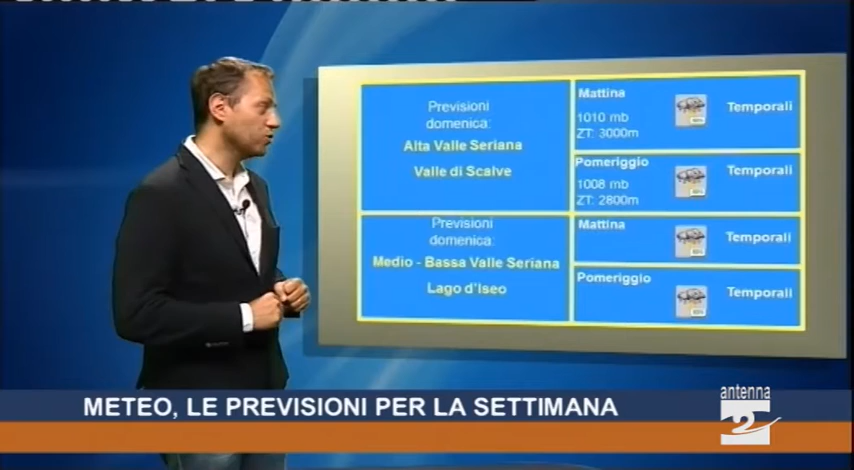 Previsioni
domenica:
Alta Valle Seriana
Valle di Scalve
Mattina
1010 mb
ZT: 3000m
Temporali
Pomeriggio
1008 mb
ZT: 2800m
Temporali
Previsioni
domenica:
Medio - Bassa Valle Seriana
Lago d'Iseo
Mattina
Temporali
Pomeriggio
Temporali
METEO, LE PREVISIONI PER LA SETTIMANA
antenna
2